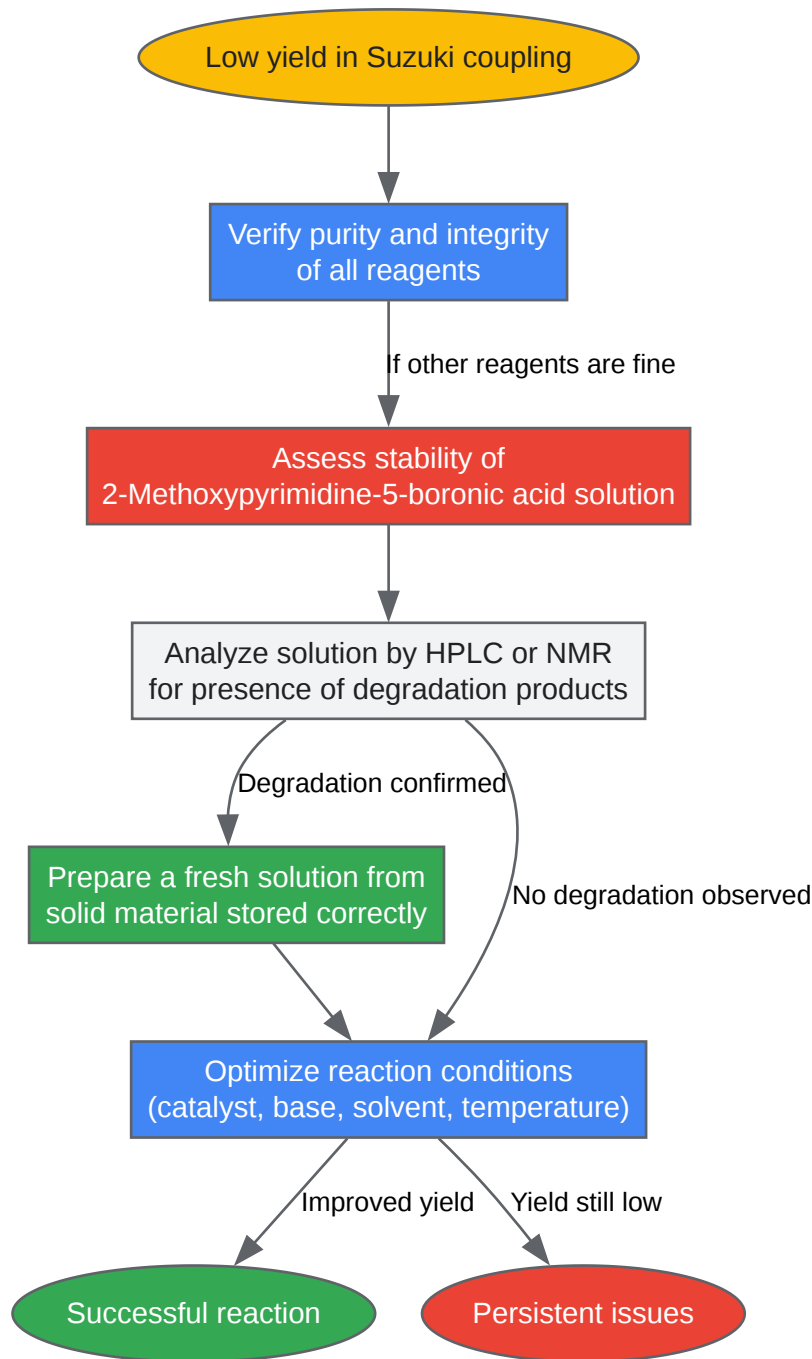 Low yield in Suzuki coupling
Verify purity and integrity
of all reagents
If other reagents are fine
Assess stability of
2-Methoxypyrimidine-5-boronic acid solution
Analyze solution by HPLC or NMR
for presence of degradation products
Degradation confirmed
Prepare a fresh solution from
solid material stored correctly
No degradation observed
Optimize reaction conditions
(catalyst, base, solvent, temperature)
Improved yield
Yield still low
Successful reaction
Persistent issues